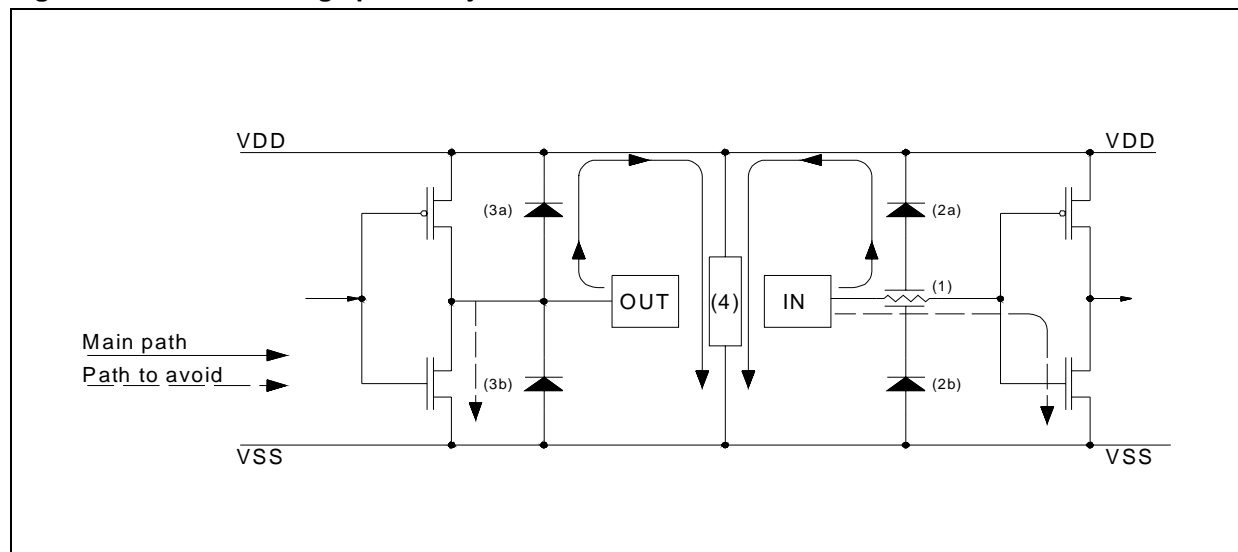 VDD
VDD
(3a)
(2a)
OUT
(4)
IN
(1)
Main path
Path to avoid
(3b)
(2b)
VSS
VSS